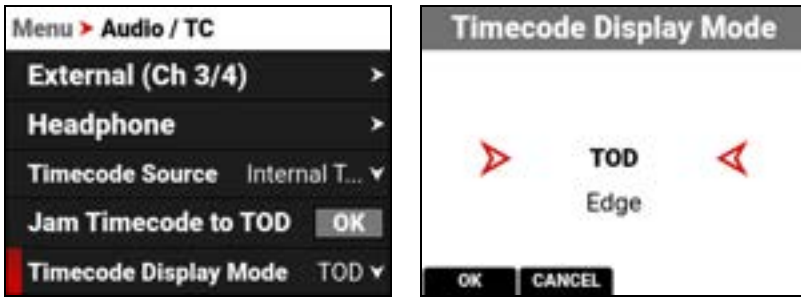 Menu > Audio / TC
External (Ch 3/4)
Headphone
Timecode Source Internal T...
Jam Timecode to TOD OK
Timecode Display Mode TOD
Timecode Display Mode
TOD
Edge
OK CANCEL